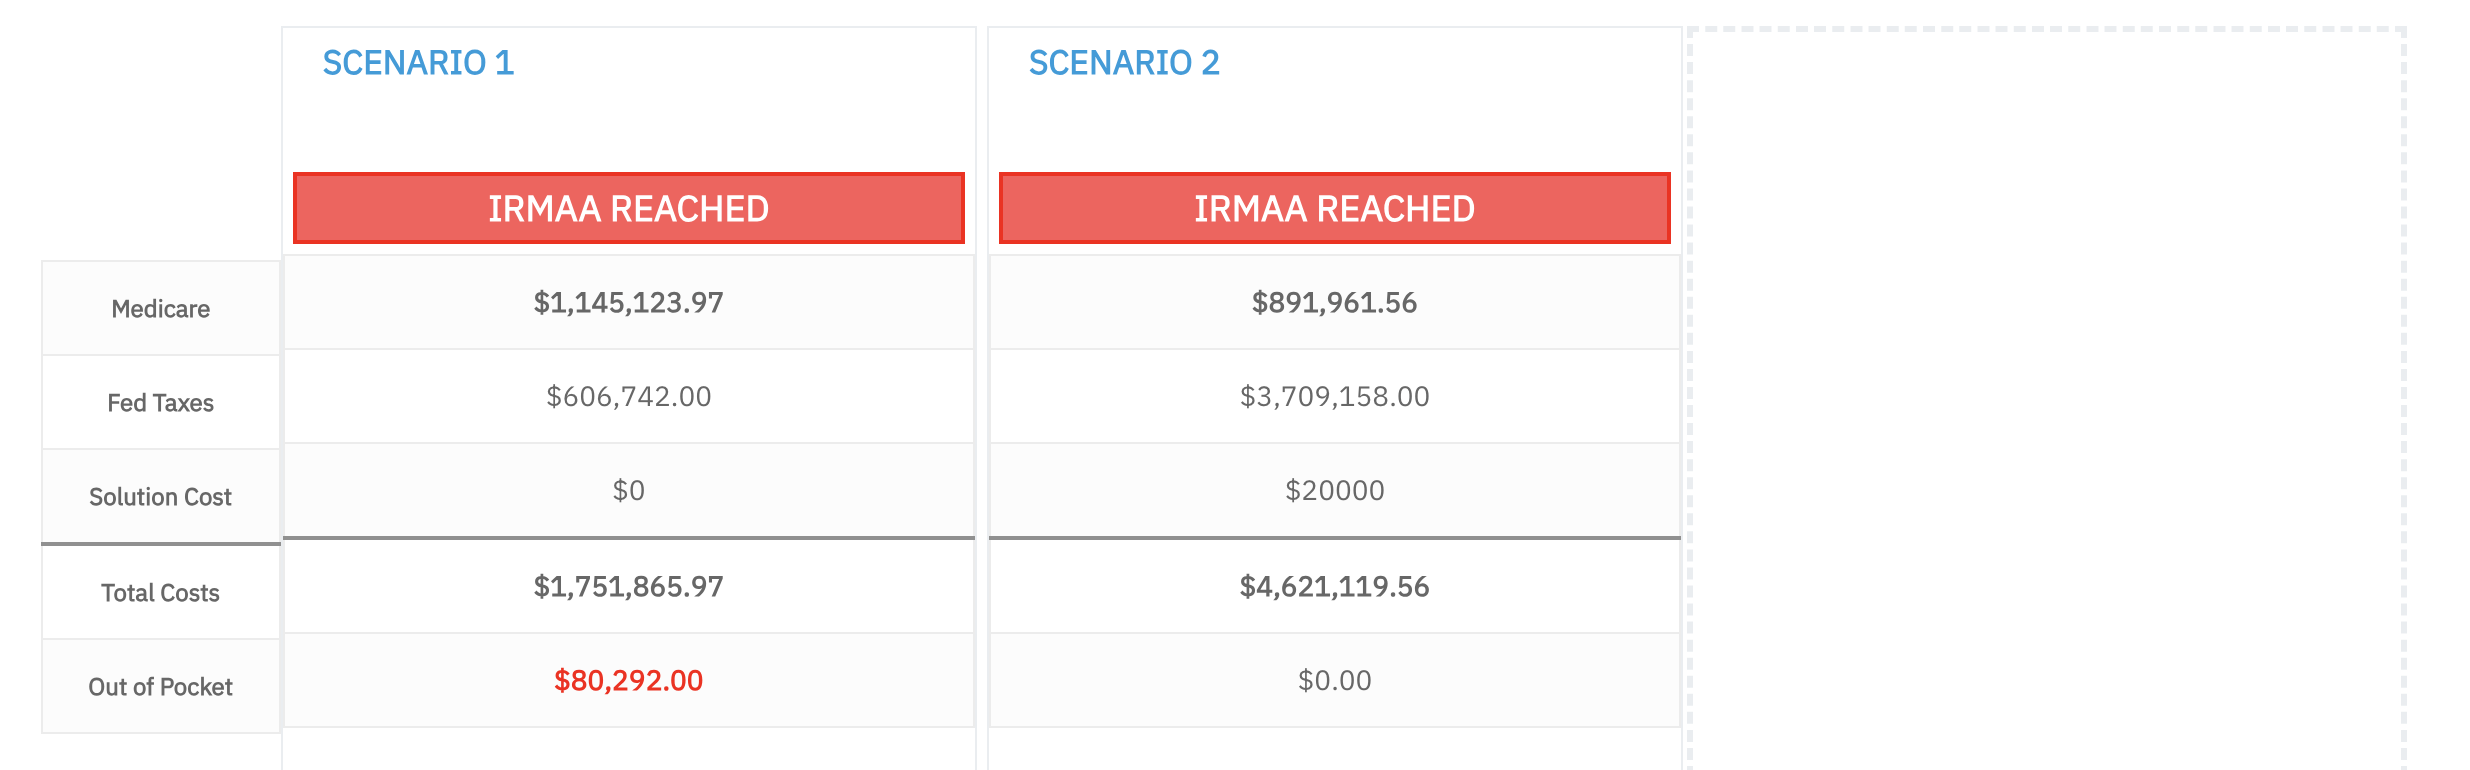 SCENARIO 1 SCENARIO 2
IRMAA REACHED IRMAA REACHED
Medicare $1,145,123.97 $891,961.56
Fed Taxes $606,742.00 $3,709,158.00
Solution Cost $0 $20000
Total Costs $1,751,865.97 $4,621,119.56
Out of Pocket $80,292.00 $0.00